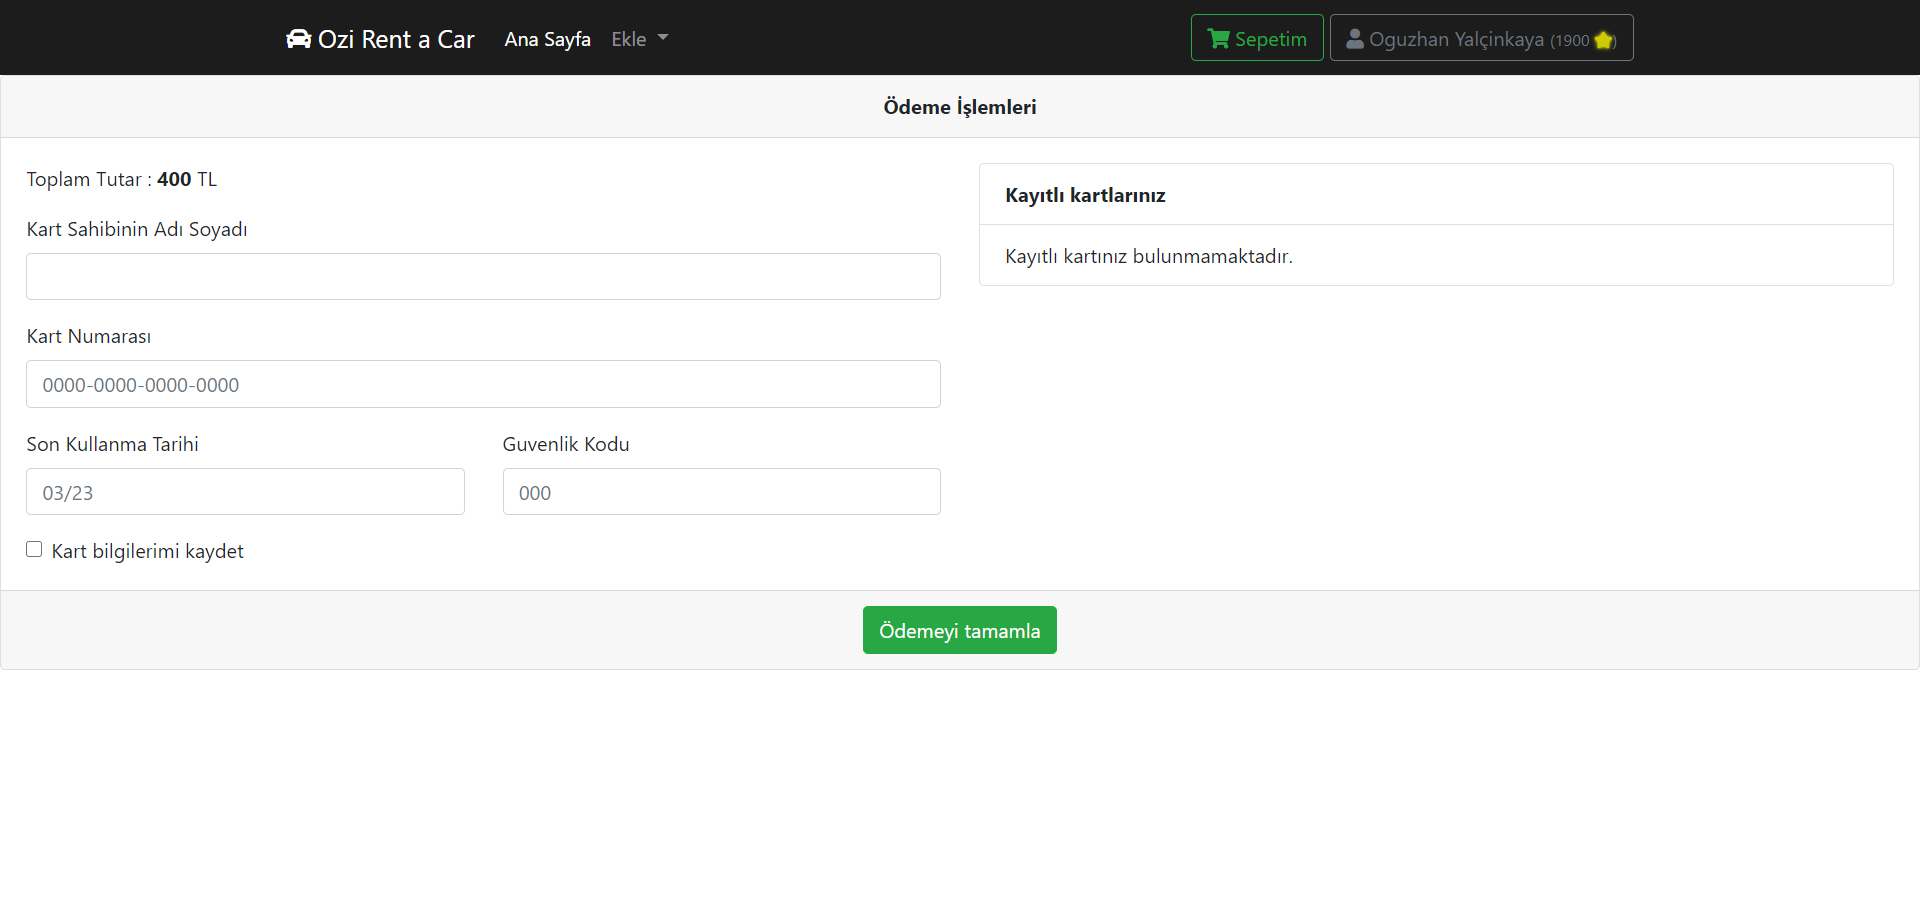 Ozi Rent a Car Ana Sayfa Ekle Sepetim Oguzhan Yalçinkaya (1900 )
Ödeme İşlemleri
Toplam Tutar : 400 TL
Kart Sahibinin Adı Soyadı
Kart Numarası
0000-0000-0000-0000
Son Kullanma Tarihi Guvenlik Kodu
03/23 000
Kart bilgilerimi kaydet
Kayıtlı kartlarınız
Kayıtlı kartınız bulunmamaktadır.
Ödemeyi tamamla